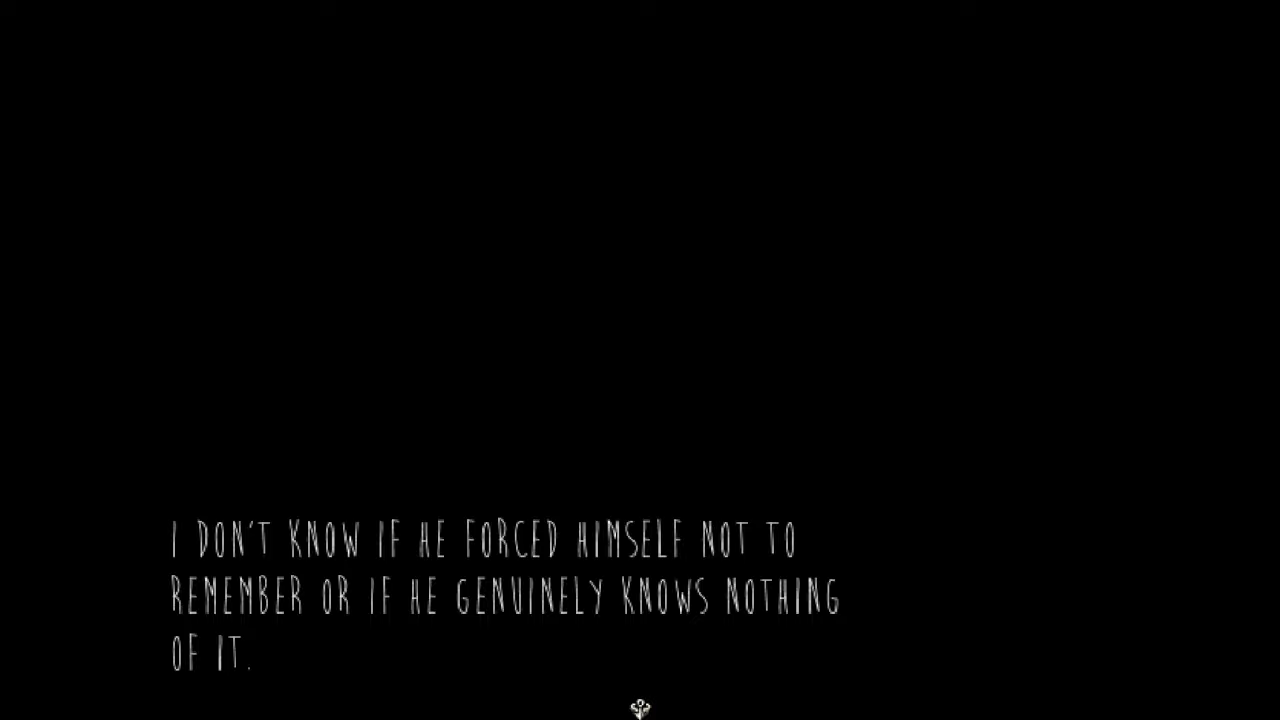 I DON'T KNOW IF HE FORCED HIMSELF NOT TO
REMEMBER OR IF HE GENUINELY KNOWS NOTHING
OF IT.